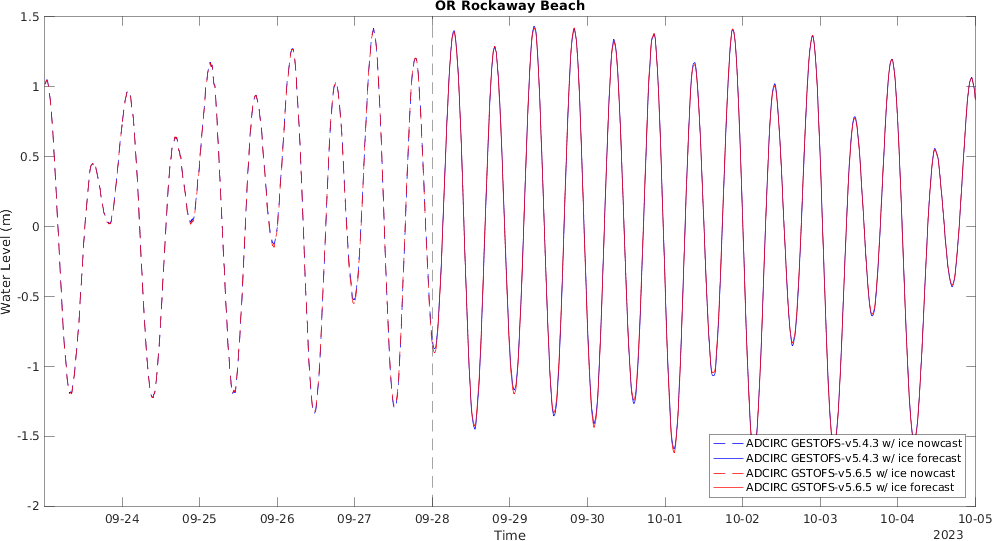 OR Rockaway Beach
1.5
1
0.5
0
-0.5
-1
-1.5
-2
Water Level (m)
09-24 09-25 09-26 09-27 09-28 09-29 09-30 10-01 10-02 10-03 10-04 10-05
Time
2023
ADCIRC GESTOFS-v5.4.3 w/ ice nowcast
ADCIRC GESTOFS-v5.4.3 w/ ice forecast
ADCIRC GSTOFS-v5.6.5 w/ ice nowcast
ADCIRC GSTOFS-v5.6.5 w/ ice forecast